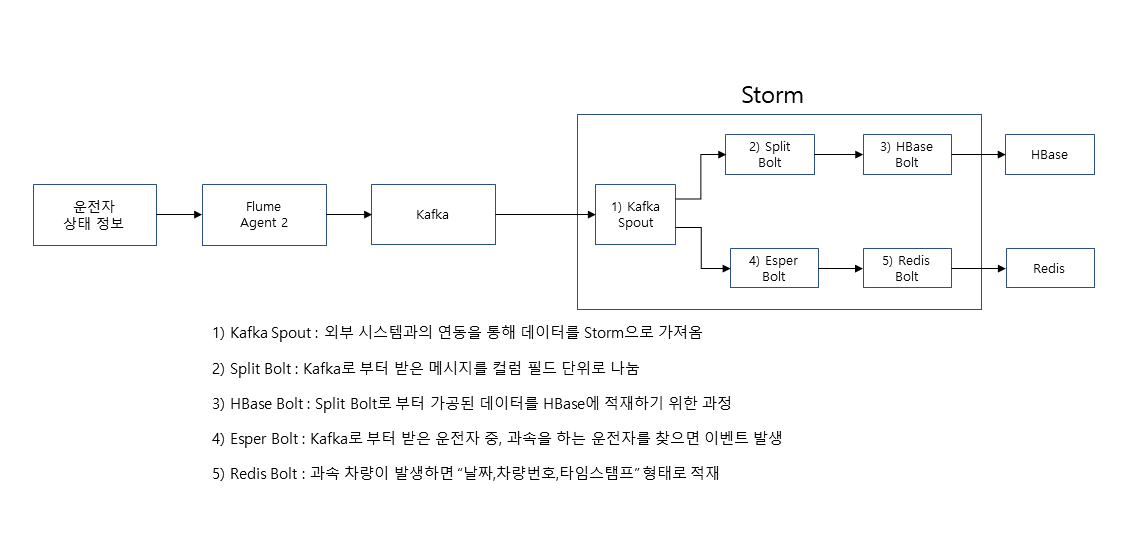 Storm
운전자
상태 정보
Flume
Agent 2
Kafka
1) Kafka
Spout
2) Split
Bolt
3) HBase
Bolt
HBase
4) Esper
Bolt
5) Redis
Bolt
Redis
1) Kafka Spout : 외부 시스템과의 연동을 통해 데이터를 Storm으로 가져옴
2) Split Bolt : Kafka로 부터 받은 메시지를 컬럼 필드 단위로 나눔
3) HBase Bolt : Split Bolt로 부터 가공된 데이터를 HBase에 적재하기 위한 과정
4) Esper Bolt : Kafka로 부터 받은 운전자 중, 과속을 하는 운전자를 찾으면 이벤트 발생
5) Redis Bolt : 과속 차량이 발생하면 “날짜,차량번호,타임스탬프” 형태로 적재